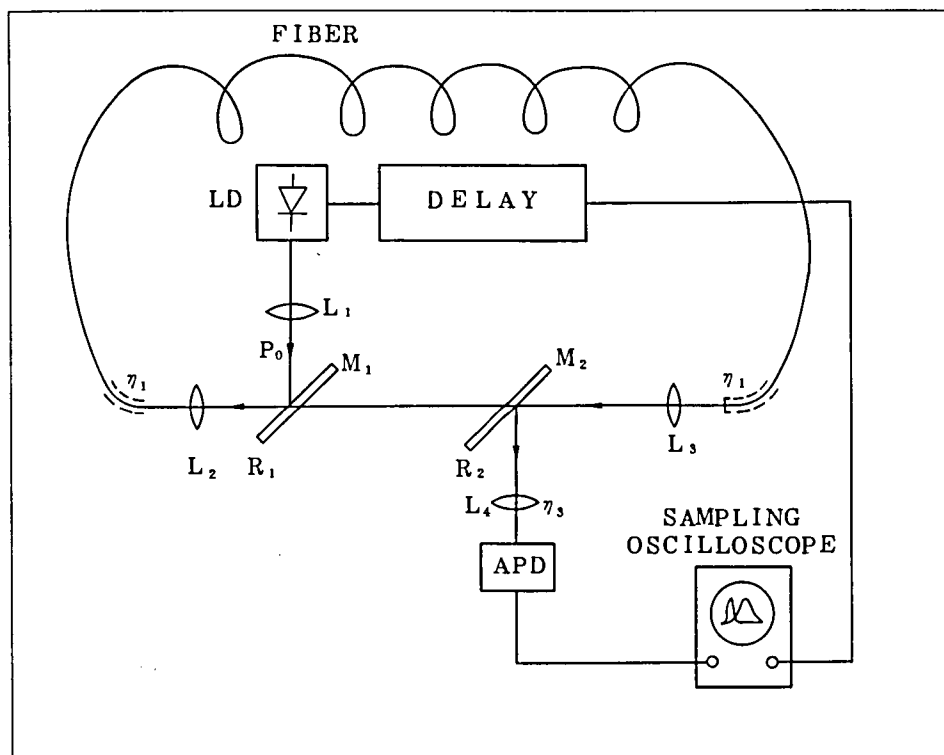 FIBER
LD
DELAY
L₁
P₀
M₁
M₂
η₁
η₁
L₂
R₁
R₂
L₃
L₄
η₃
APD
SAMPLING
OSCILLOSCOPE